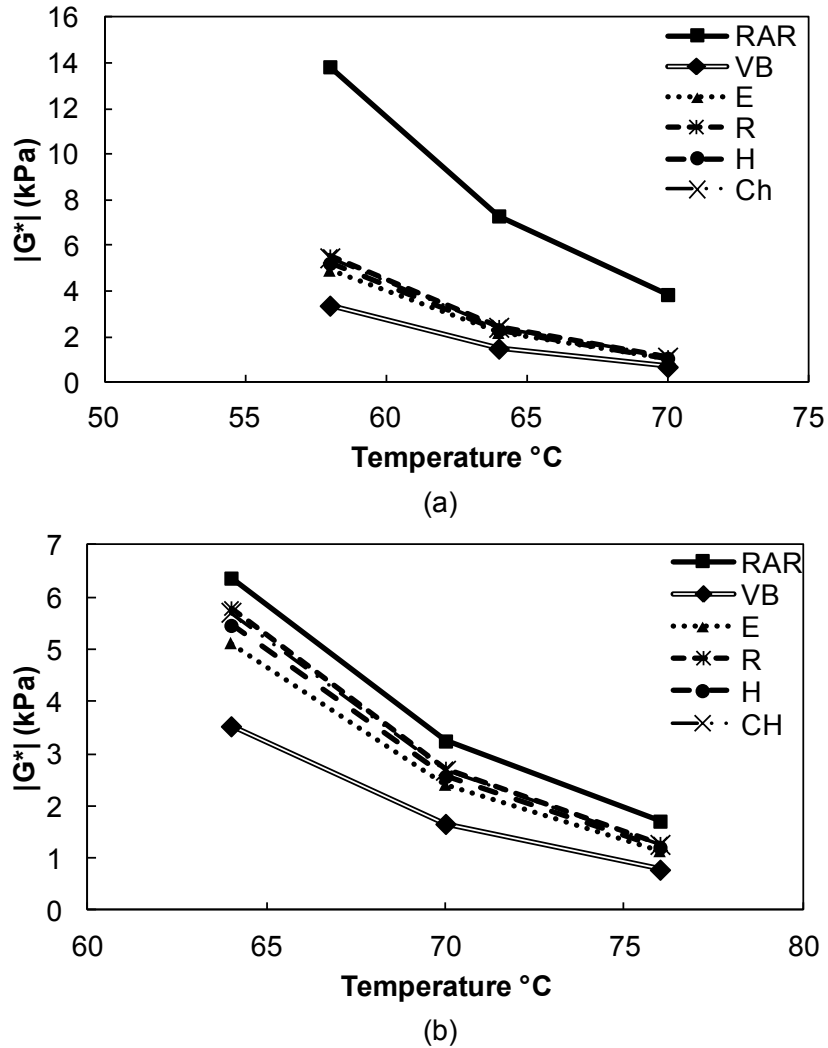 16
14
12
10
8
6
4
2
0
|G*| (kPa)
RAR
VB
E
R
H
Ch
50 55 60 65 70 75
Temperature °C
(a)
7
6
5
4
3
2
1
0
|G*| (kPa)
RAR
VB
E
R
H
CH
60 65 70 75 80
Temperature °C
(b)